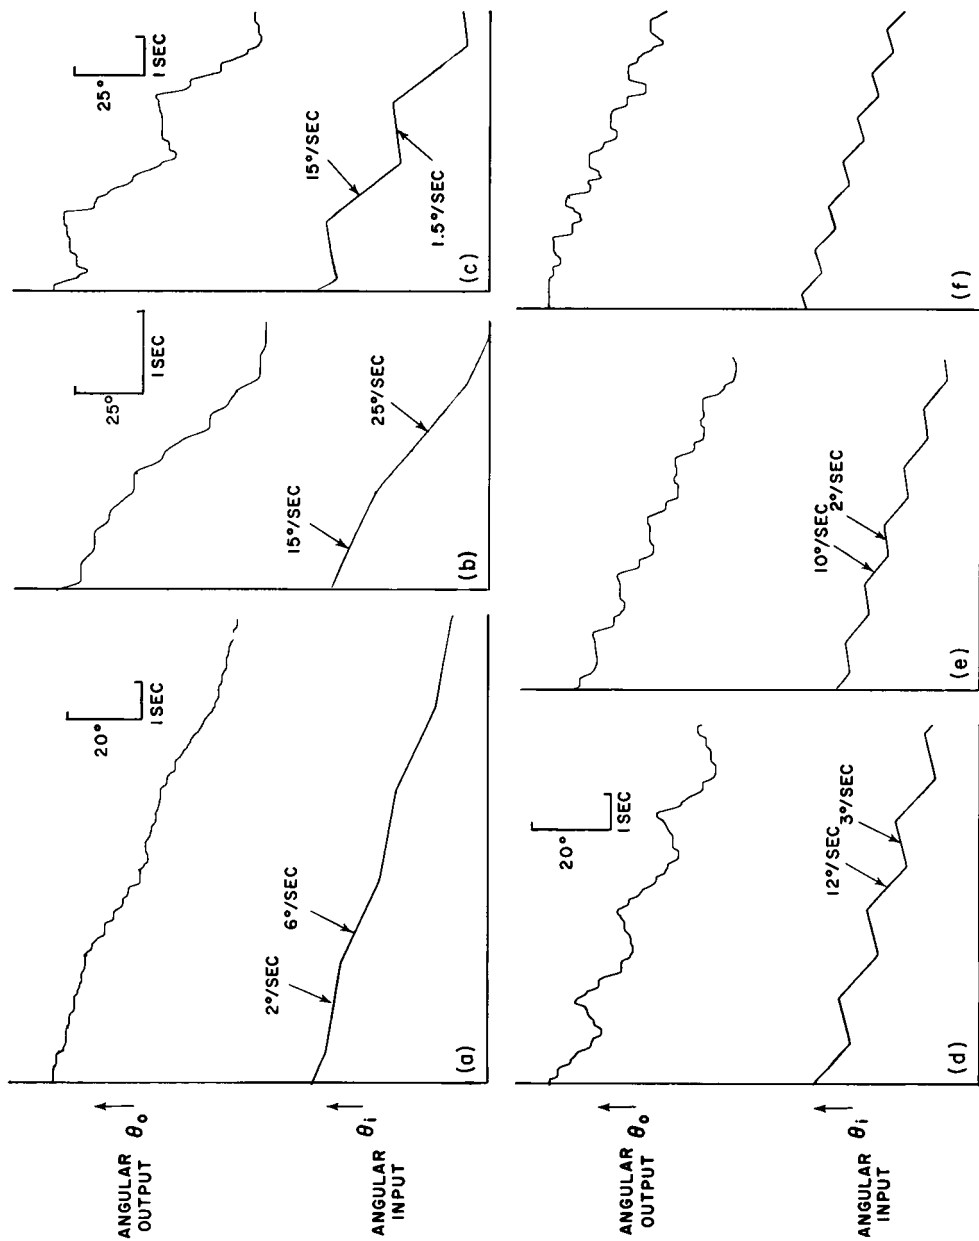 ANGULAR
OUTPUT
θo
ANGULAR
INPUT
θi
20°
1 SEC
2°/SEC
6°/SEC
(a)
25°
1 SEC
15°/SEC
25°/SEC
(b)
25°
1 SEC
15°/SEC
1.5°/SEC
(c)
ANGULAR
OUTPUT
θo
ANGULAR
INPUT
θi
20°
1 SEC
12°/SEC
3°/SEC
(d)
10°/SEC
2°/SEC
(e)
(f)